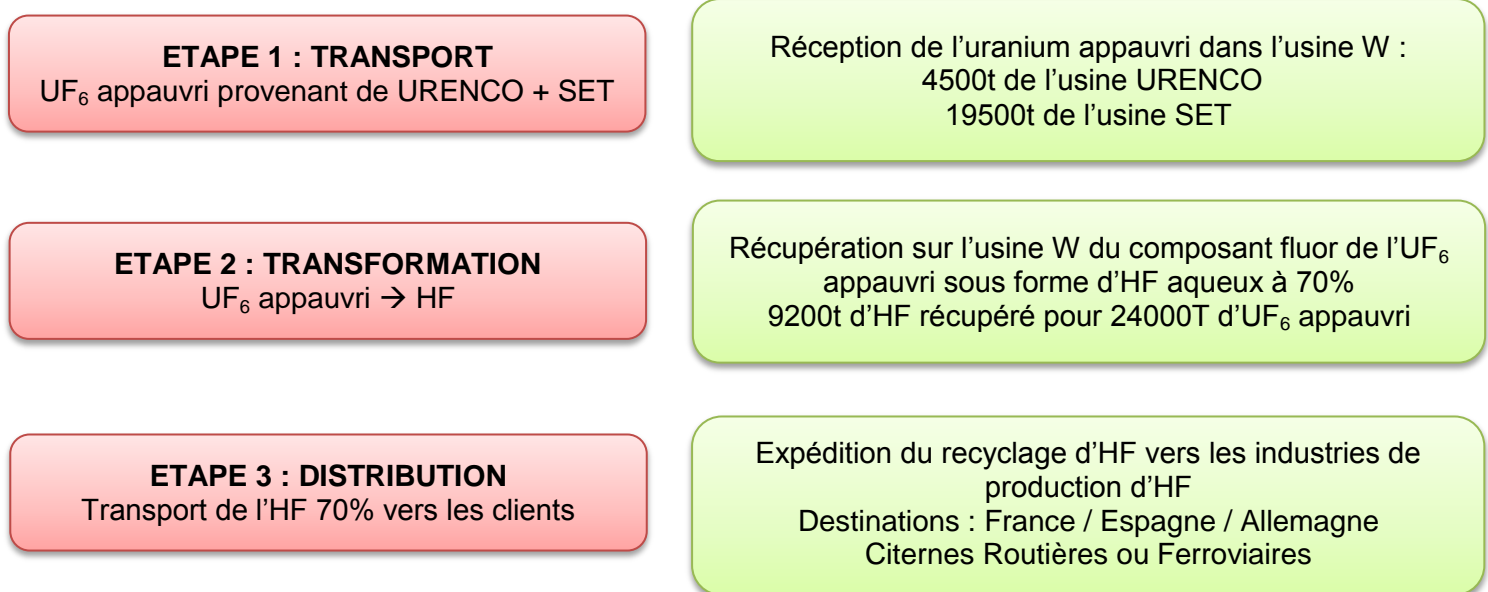 ETAPE 1 : TRANSPORT
UF₆ appauvri provenant de URENCO + SET
Réception de l’uranium appauvri dans l’usine W :
4500t de l’usine URENCO
19500t de l’usine SET
ETAPE 2 : TRANSFORMATION
UF₆ appauvri → HF
Récupération sur l’usine W du composant fluor de l’UF₆
appauvri sous forme d’HF aqueux à 70%
9200t d’HF récupéré pour 24000T d’UF₆ appauvri
ETAPE 3 : DISTRIBUTION
Transport de l’HF 70% vers les clients
Expédition du recyclage d’HF vers les industries de
production d’HF
Destinations : France / Espagne / Allemagne
Citernes Routières ou Ferroviaires